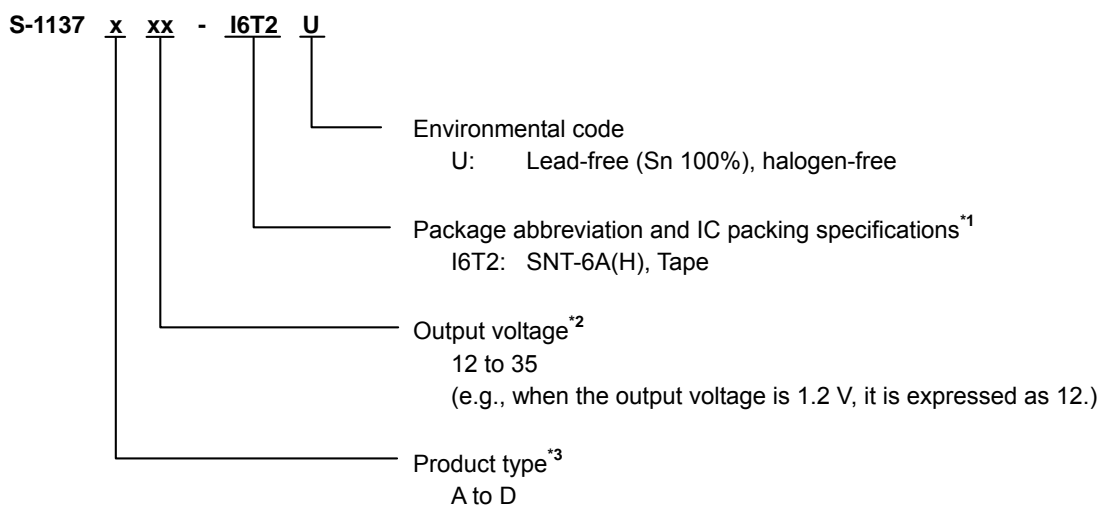 S-1137 x xx - I6T2 U
Environmental code
U: Lead-free (Sn 100%), halogen-free
Package abbreviation and IC packing specifications*1
I6T2: SNT-6A(H), Tape
Output voltage*2
12 to 35
(e.g., when the output voltage is 1.2 V, it is expressed as 12.)
Product type*3
A to D